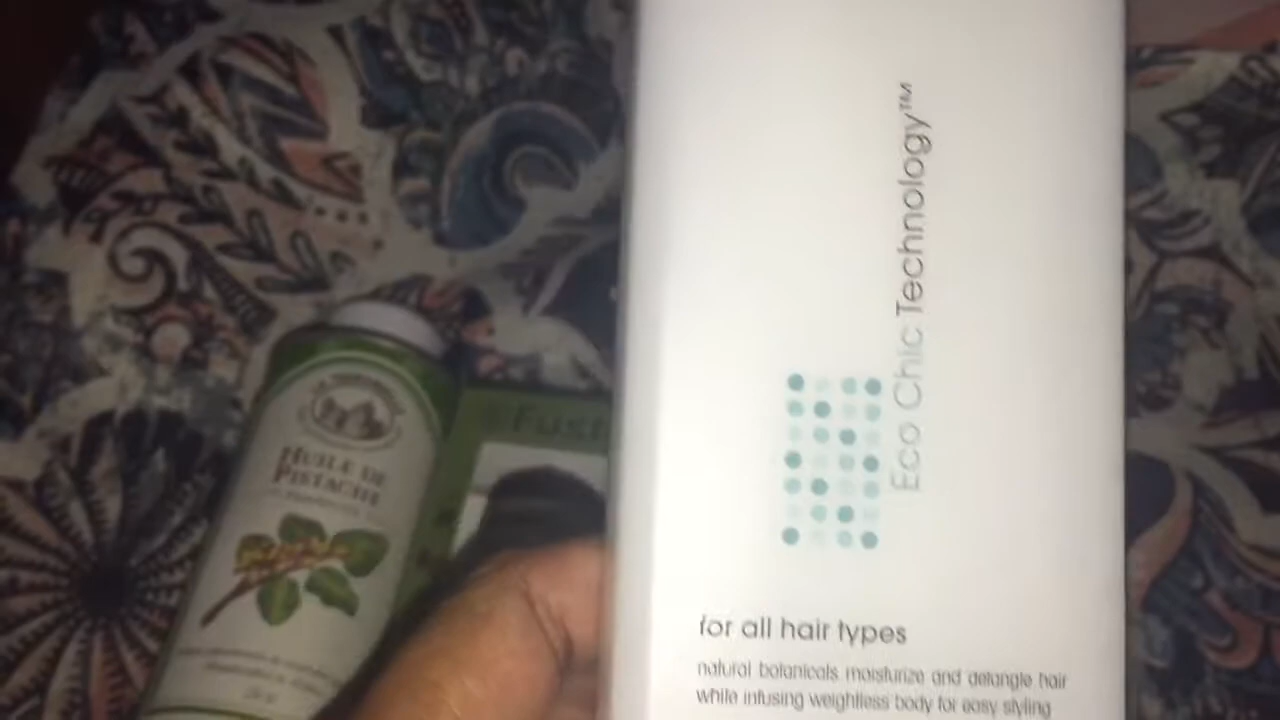 Eco Chic Technology™
for all hair types
natural botanicals moisturize and detangle hair
while infusing weightless body for easy styling
HUILE DE
PISTACHE